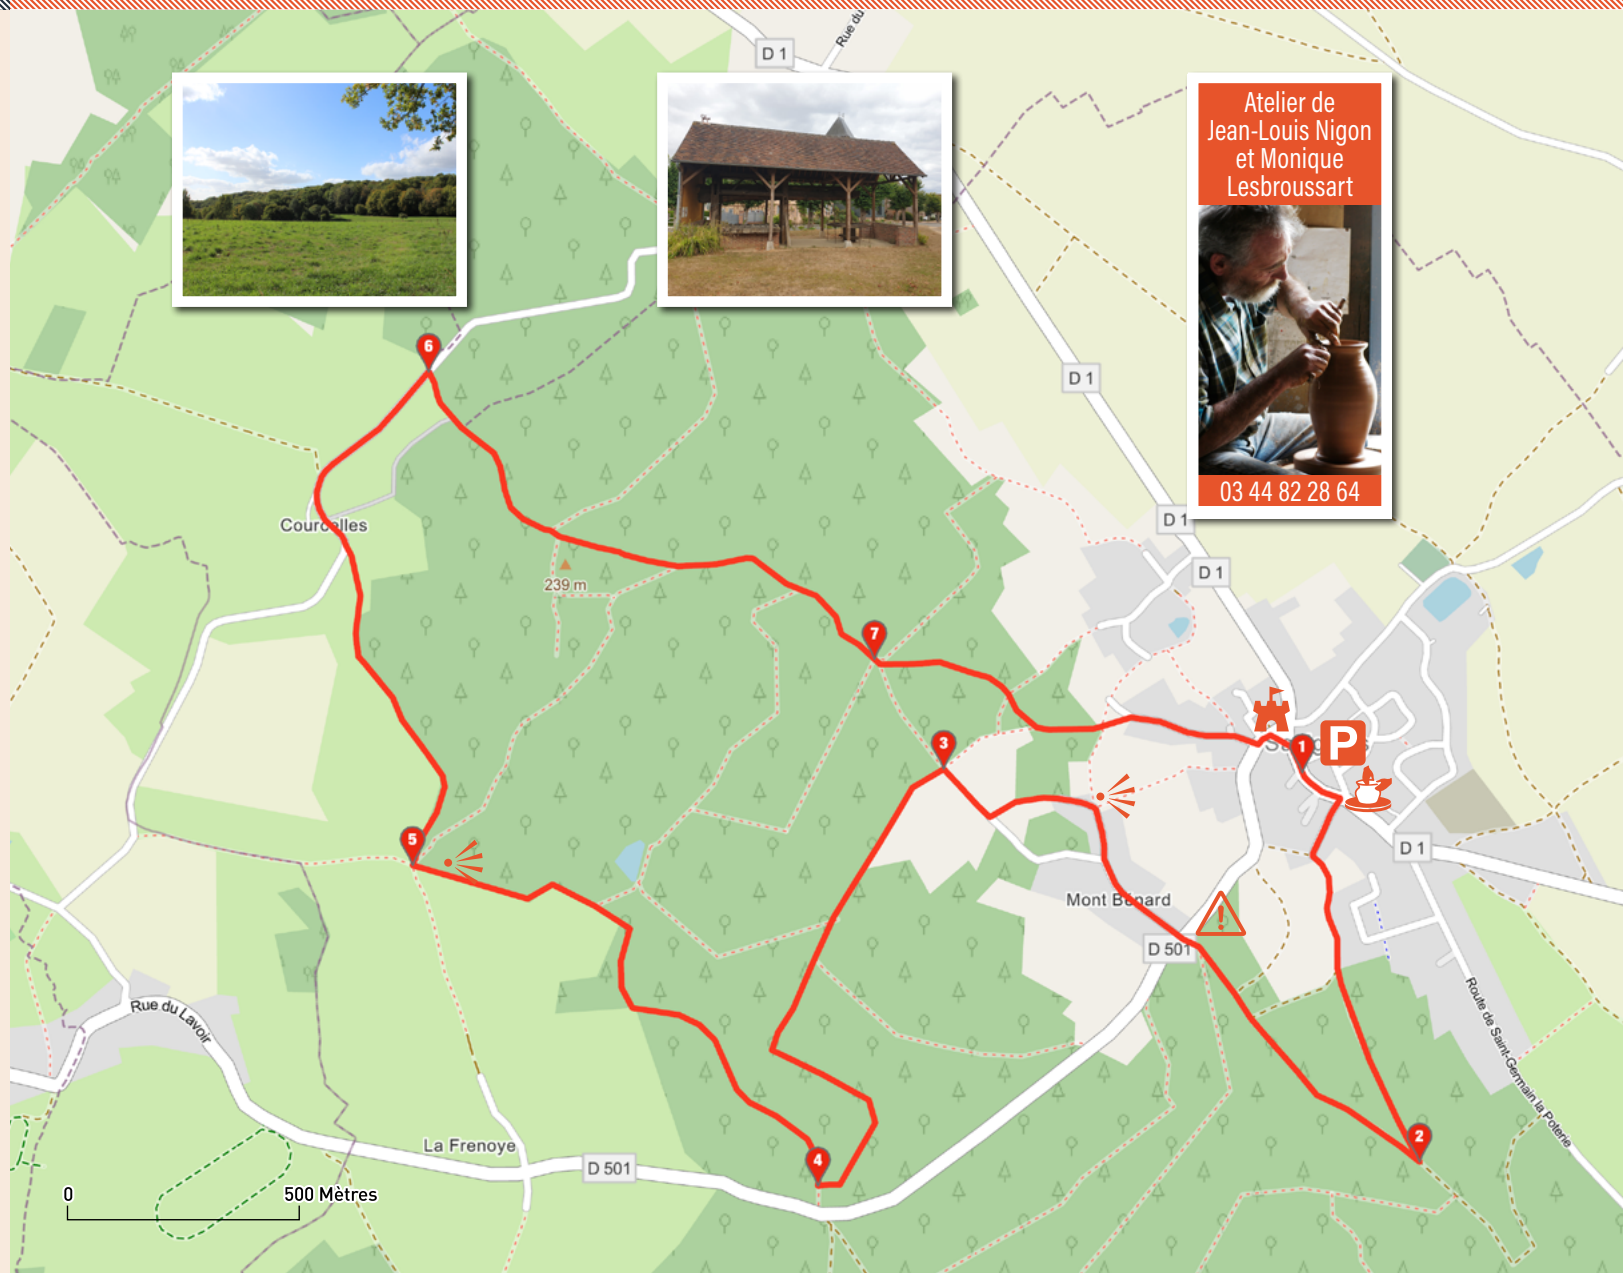 D 1
Rue du
Atelier de
Jean-Louis Nigon
et Monique
Lesbroussart
03 44 82 28 64
6
D 1
D 1
Courcelles
D 1
239 m
7
3
1
P
5
D 1
Mont Bénard
D 501
Rue du Lavoir
Route de Saint-Germain la Poterie
2
La Frenoye
4
D 501
0
500 Mètres